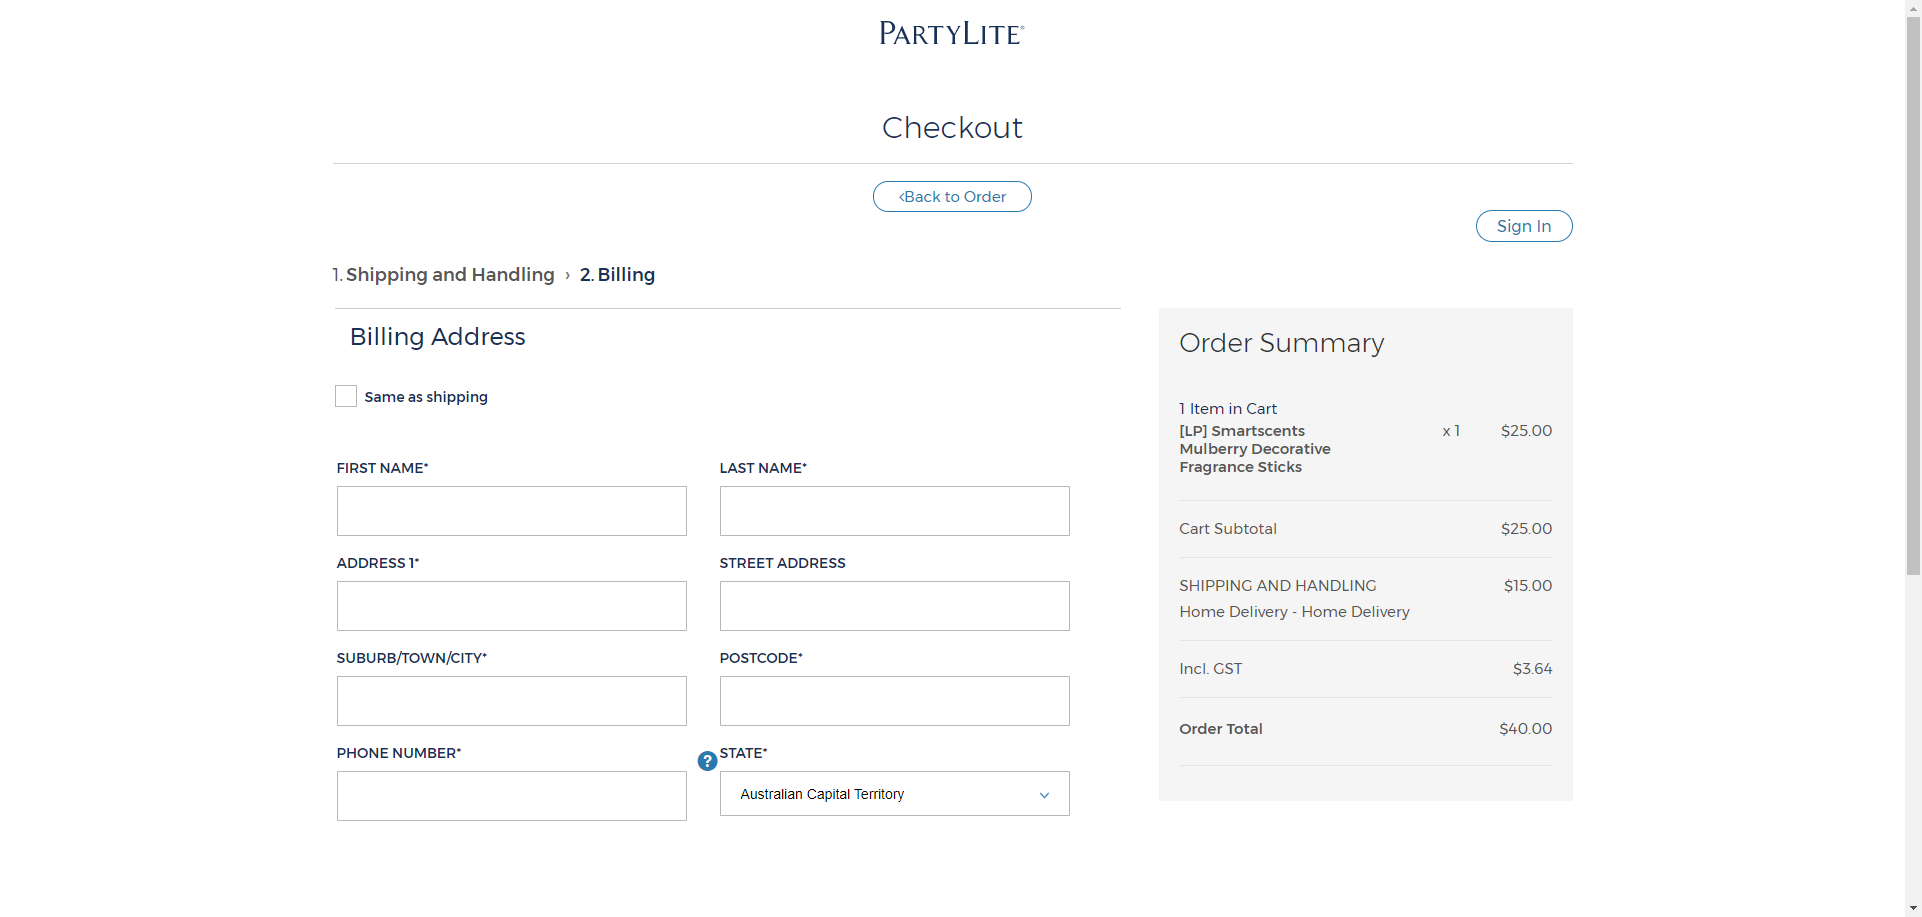 PARTYLITE®
Checkout
‹Back to Order
Sign In
1. Shipping and Handling › 2. Billing
Billing Address
Same as shipping
FIRST NAME*
LAST NAME*
ADDRESS 1*
STREET ADDRESS
SUBURB/TOWN/CITY*
POSTCODE*
PHONE NUMBER*
? STATE*
Australian Capital Territory
Order Summary
1 Item in Cart
[LP] Smartscents x 1 $25.00
Mulberry Decorative
Fragrance Sticks
Cart Subtotal $25.00
SHIPPING AND HANDLING $15.00
Home Delivery - Home Delivery
Incl. GST $3.64
Order Total $40.00